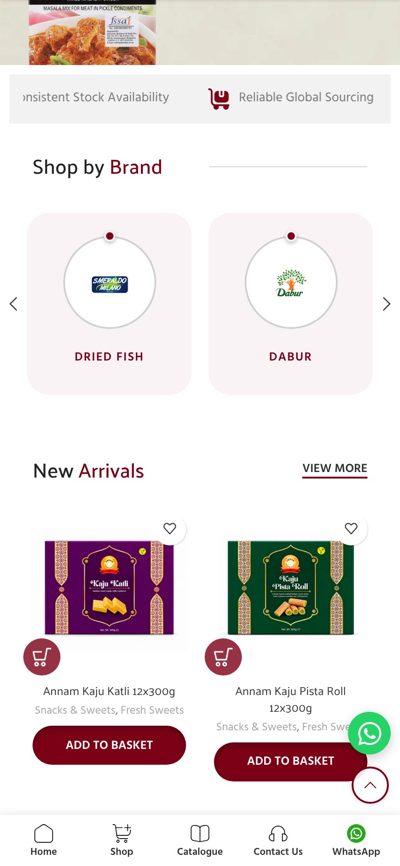 MASALA MIX FOR MEAT IN PICKLE CONDIMENTS
fssai
onsistent Stock Availability
Reliable Global Sourcing
Shop by Brand
SMERALDO
MILANO
Dabur
DRIED FISH
DABUR
New Arrivals
VIEW MORE
Kaju Katli
Kaju
Pista Roll
Annam Kaju Katli 12x300g
Annam Kaju Pista Roll
12x300g
Snacks & Sweets, Fresh Sweets
Snacks & Sweets, Fresh Swe
ADD TO BASKET
ADD TO BASKET
Home
Shop
Catalogue
Contact Us
WhatsApp